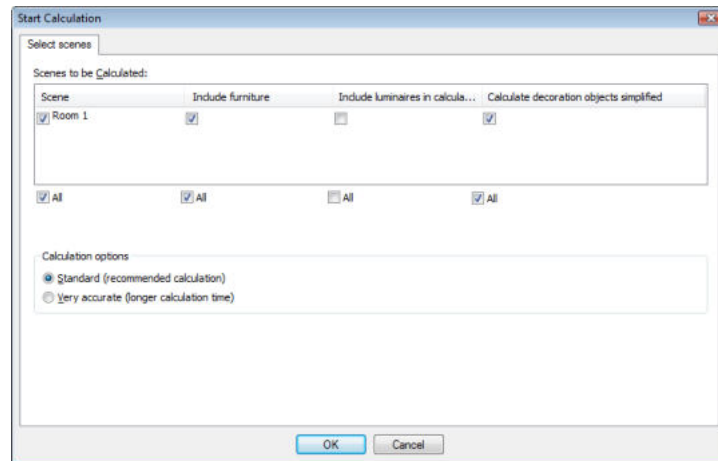 Start Calculation
Select scenes
Scenes to be Calculated:
Scene Include furniture Include luminaires in calcula... Calculate decoration objects simplified
Room 1
All All All All
Calculation options
Standard (recommended calculation)
Very accurate (longer calculation time)
OK Cancel